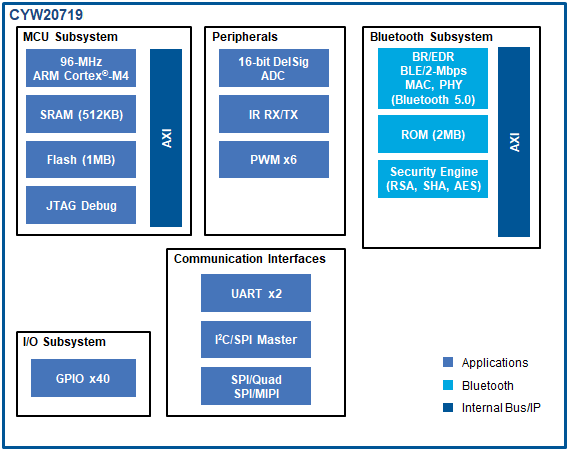 CYW20719
MCU Subsystem
96-MHz
ARM Cortex®-M4
SRAM (512KB)
Flash (1MB)
JTAG Debug
AXI
Peripherals
16-bit DelSig
ADC
IR RX/TX
PWM x6
Bluetooth Subsystem
BR/EDR
BLE/2-Mbps
MAC, PHY
(Bluetooth 5.0)
ROM (2MB)
Security Engine
(RSA, SHA, AES)
AXI
Communication Interfaces
UART x2
I²C/SPI Master
SPI/Quad
SPI/MIPI
I/O Subsystem
GPIO x40
Applications
Bluetooth
Internal Bus/IP